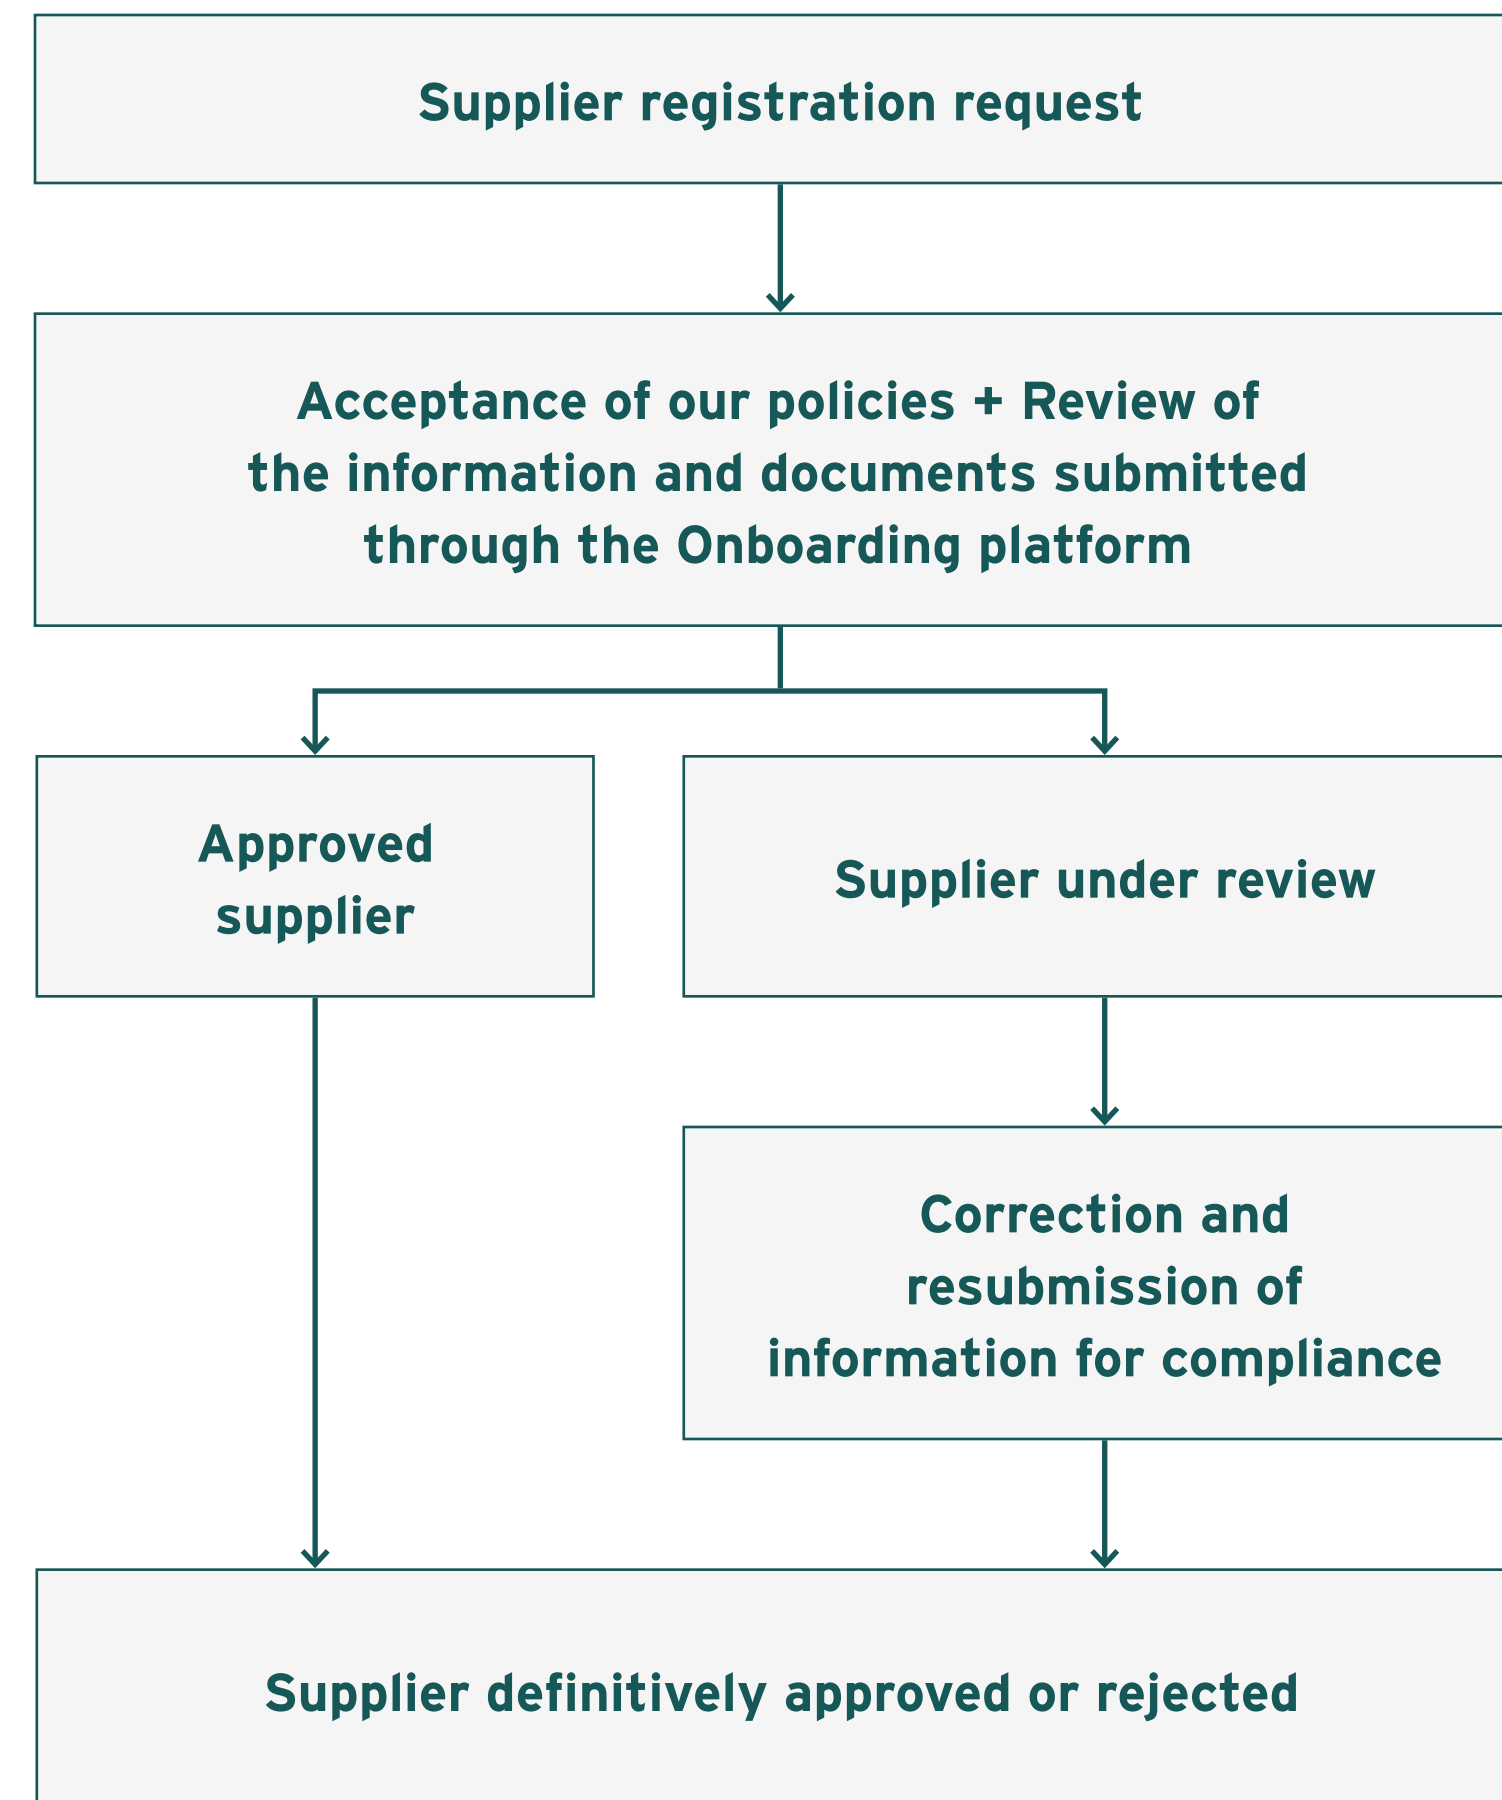 Supplier registration request
Acceptance of our policies + Review of
the information and documents submitted
through the Onboarding platform
Approved
supplier
Supplier under review
Correction and
resubmission of
information for compliance
Supplier definitively approved or rejected